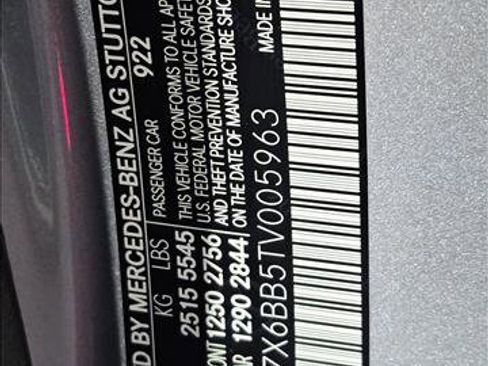 D BY MERCEDES-BENZ AG STUTTG
922
KG LBS PASSENGER CAR
2515 5545 THIS VEHICLE CONFORMS TO ALL AP
U.S. FEDERAL MOTOR VEHICLE SAFET
ONT 1250 2756 AND THEFT PREVENTION STANDARDS
AR 1290 2844 ON THE DATE OF MANUFACTURE SHO
7X6BB5TV005963 MADE IN